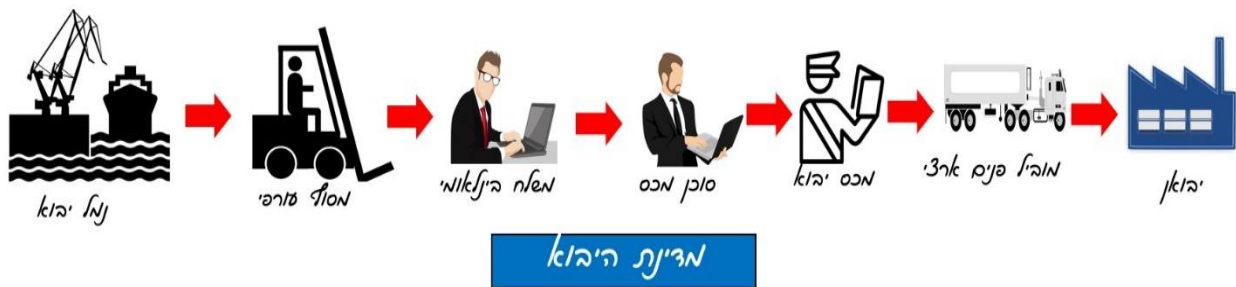 נמל יבוא
מסוף עורפי
משלח בינלאומי
סוכן מכס
מכס יבוא
מוביל פנים ארצי
יבואן
מדינת היבוא